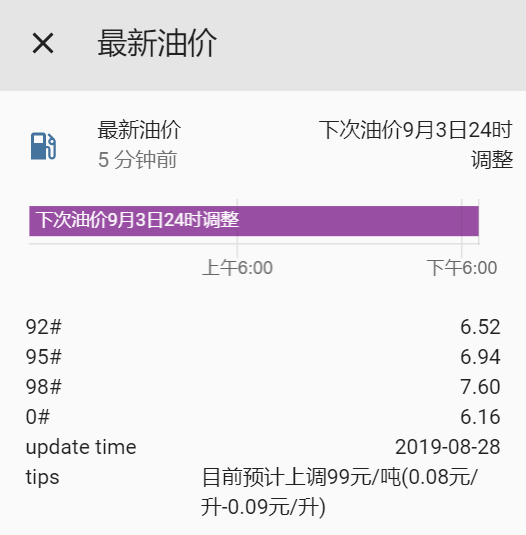 最新油价
最新油价
下次油价9月3日24时
调整
5 分钟前
下次油价9月3日24时调整
上午6:00
下午6:00
92# 6.52
95# 6.94
98# 7.60
0# 6.16
update time 2019-08-28
tips 目前预计上调99元/吨(0.08元/
升-0.09元/升)